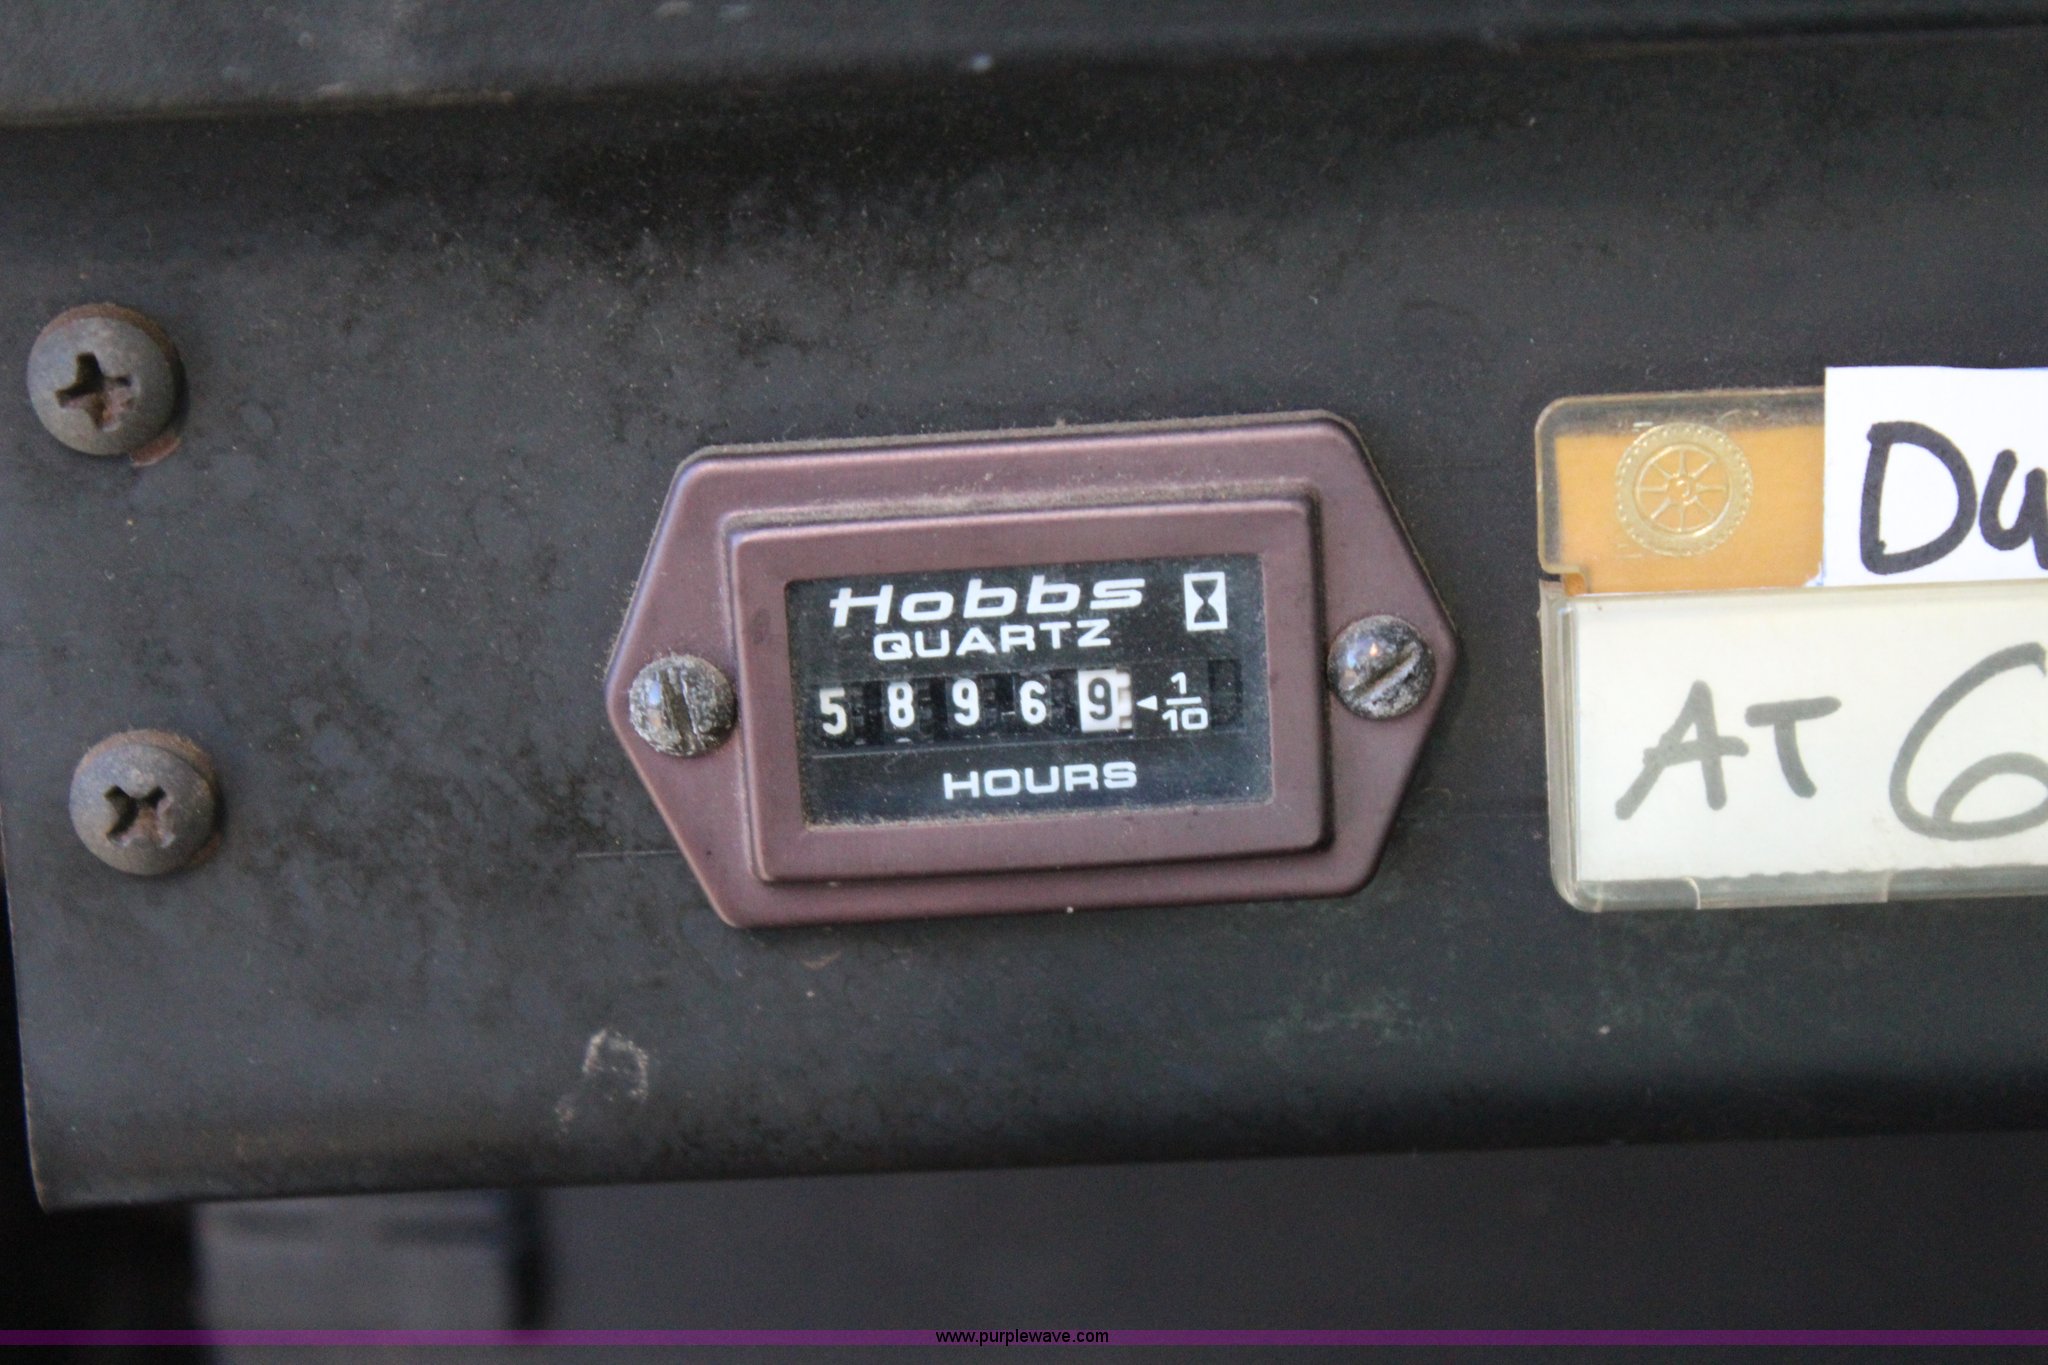 Hobbs
QUARTZ
5 8 9 6 9 ◄ 1/10
HOURS
Du
AT 6
www.purplewave.com